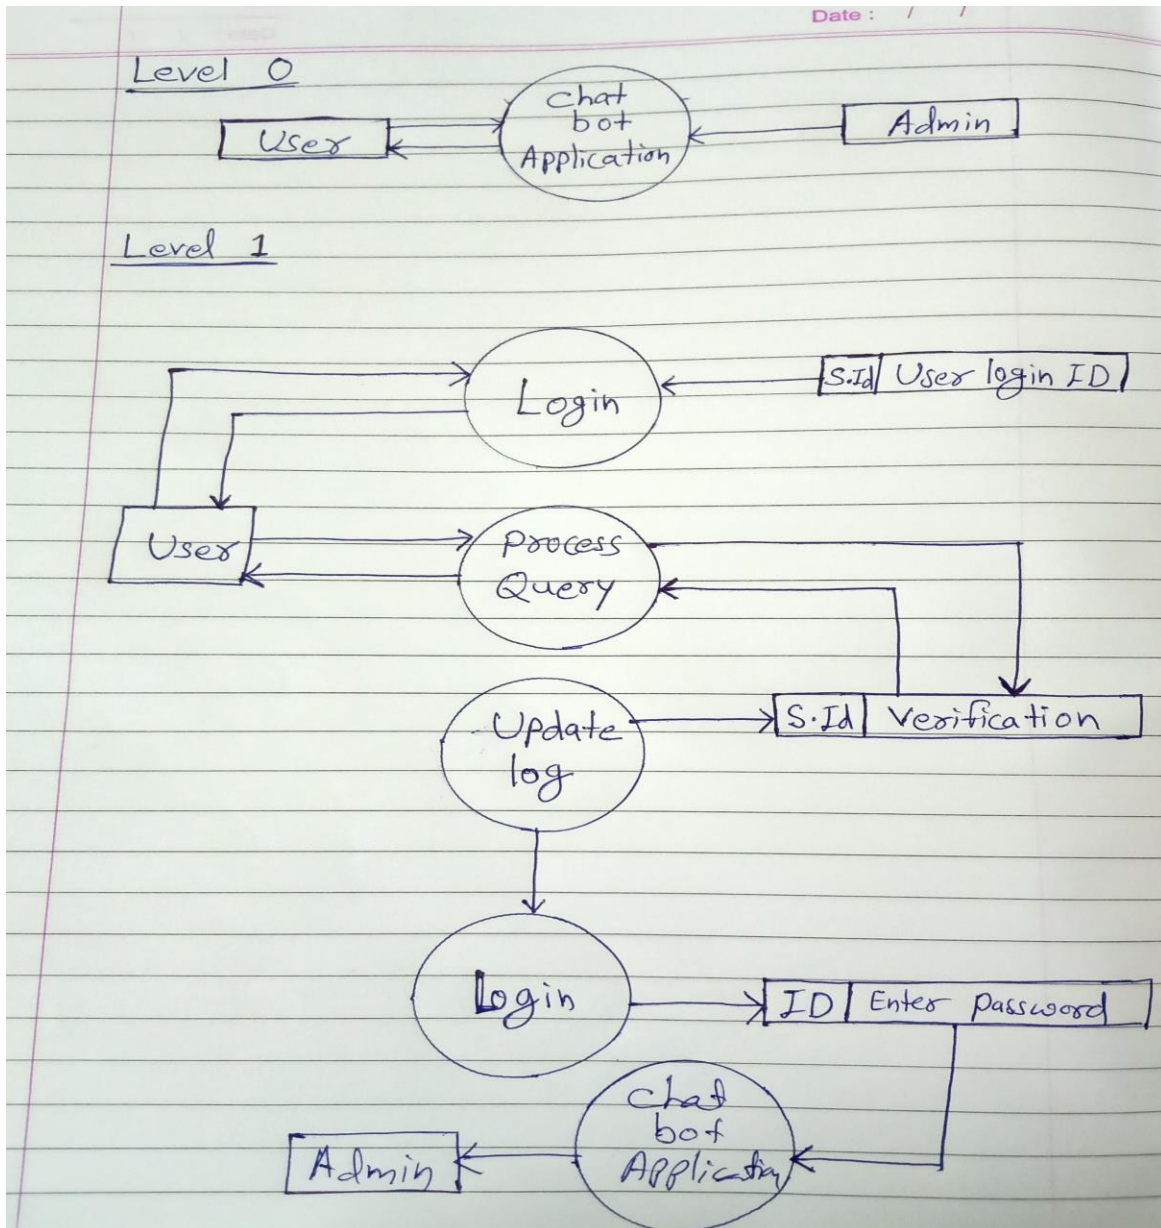 Date : / /
Level 0
User
Chat
bot
Application
Admin
Level 1
Login
S.Id User login ID
User
Process
Query
Update
log
S.Id Verification
Login
ID Enter Password
Chat
bot
Application
Admin